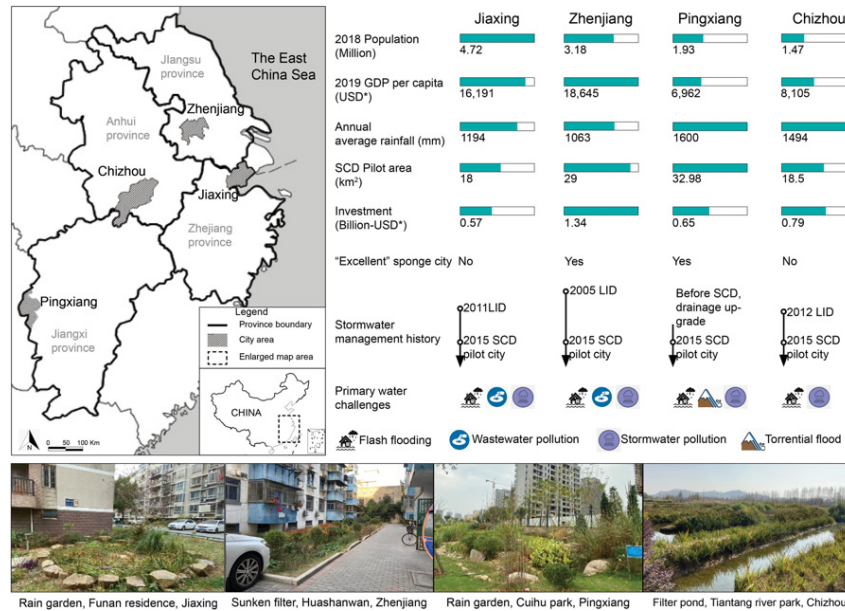 The East
China Sea
JIangsu
province
Zhenjiang
Anhui
province
Chizhou
Jiaxing
Zhejiang
province
Pingxiang
Jiangxi
province
Legend
Province boundary
City area
Enlarged map area
CHINA
N
0 50 100 Km
Jiaxing Zhenjiang Pingxiang Chizhou
2018 Population
(Million)
4.72 3.18 1.93 1.47
2019 GDP per capita
(USD*)
16,191 18,645 6,962 8,105
Annual
average rainfall (mm)
1194 1063 1600 1494
SCD Pilot area
(km²)
18 29 32.98 18.5
Investment
(Billion-USD*)
0.57 1.34 0.65 0.79
"Excellent" sponge city No Yes Yes No
Stormwater
management history
2011LID
2015 SCD
pilot city
2005 LID
2015 SCD
pilot city
Before SCD,
drainage up-
grade
2015 SCD
pilot city
2012 LID
2015 SCD
pilot city
Primary water
challenges
Flash flooding Wastewater pollution Stormwater pollution Torrential flood
Rain garden, Funan residence, Jiaxing
Sunken filter, Huashanwan, Zhenjiang
Rain garden, Cuihu park, Pingxiang
Filter pond, Tiantang river park, Chizhou